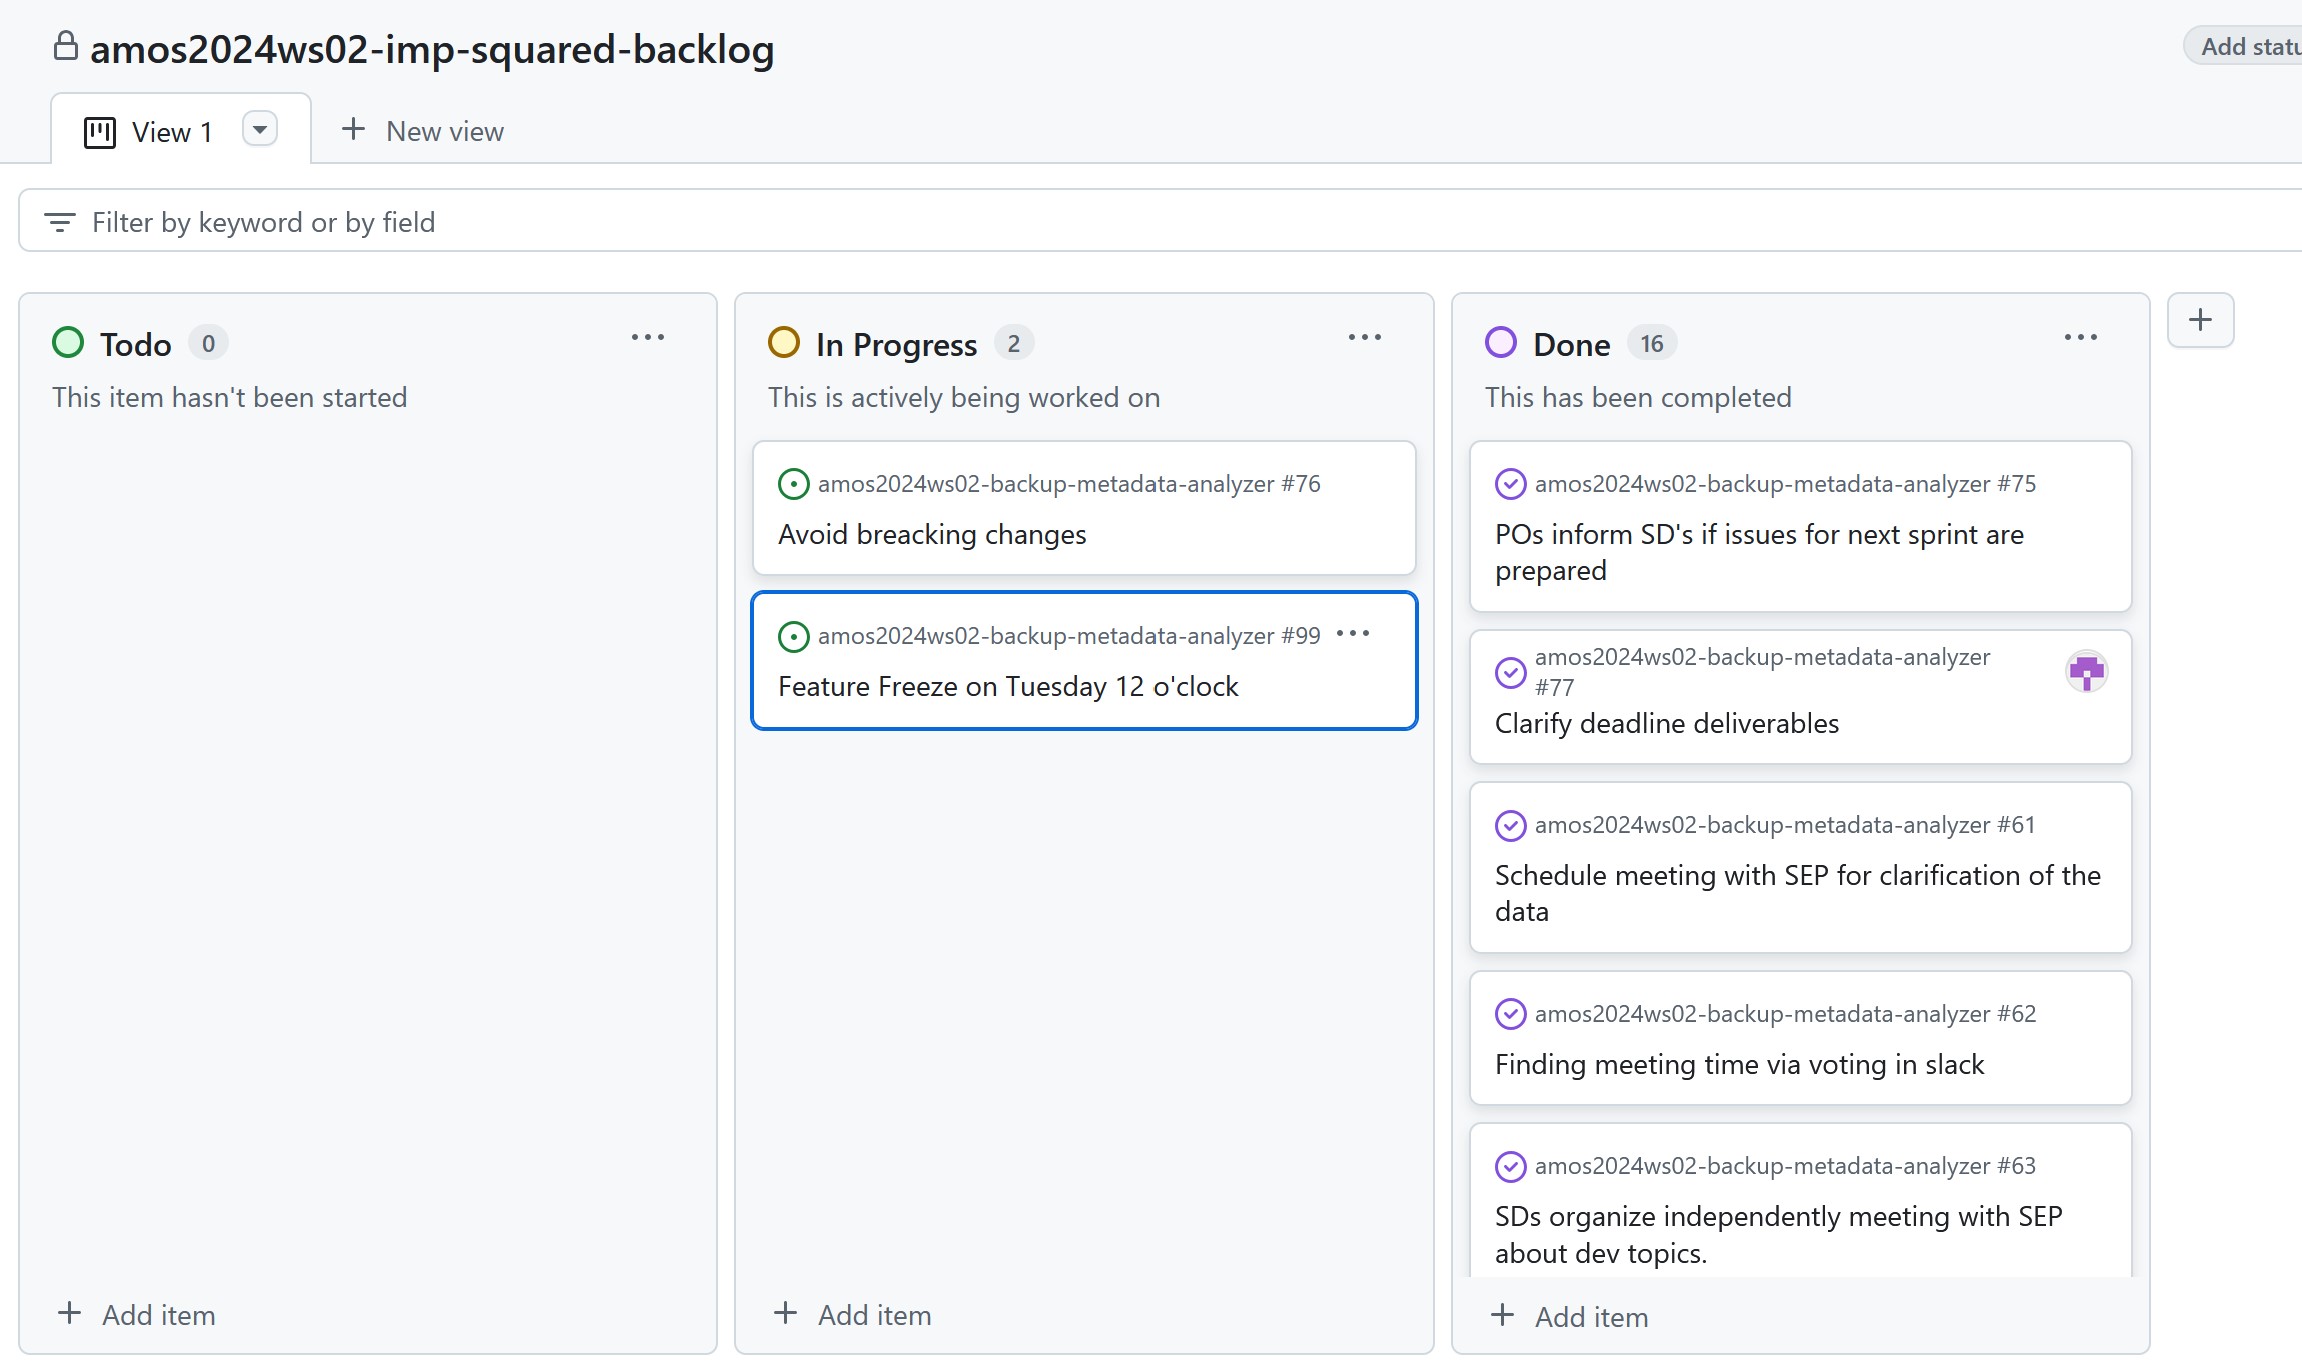 amos2024ws02-imp-squared-backlog
Add statu
View 1
New view
Filter by keyword or by field
Todo 0
This item hasn't been started
Add item
In Progress 2
This is actively being worked on
amos2024ws02-backup-metadata-analyzer #76
Avoid breacking changes
amos2024ws02-backup-metadata-analyzer #99
Feature Freeze on Tuesday 12 o'clock
Add item
Done 16
This has been completed
amos2024ws02-backup-metadata-analyzer #75
POs inform SD's if issues for next sprint are
prepared
amos2024ws02-backup-metadata-analyzer
#77
Clarify deadline deliverables
amos2024ws02-backup-metadata-analyzer #61
Schedule meeting with SEP for clarification of the
data
amos2024ws02-backup-metadata-analyzer #62
Finding meeting time via voting in slack
amos2024ws02-backup-metadata-analyzer #63
SDs organize independently meeting with SEP
about dev topics.
Add item